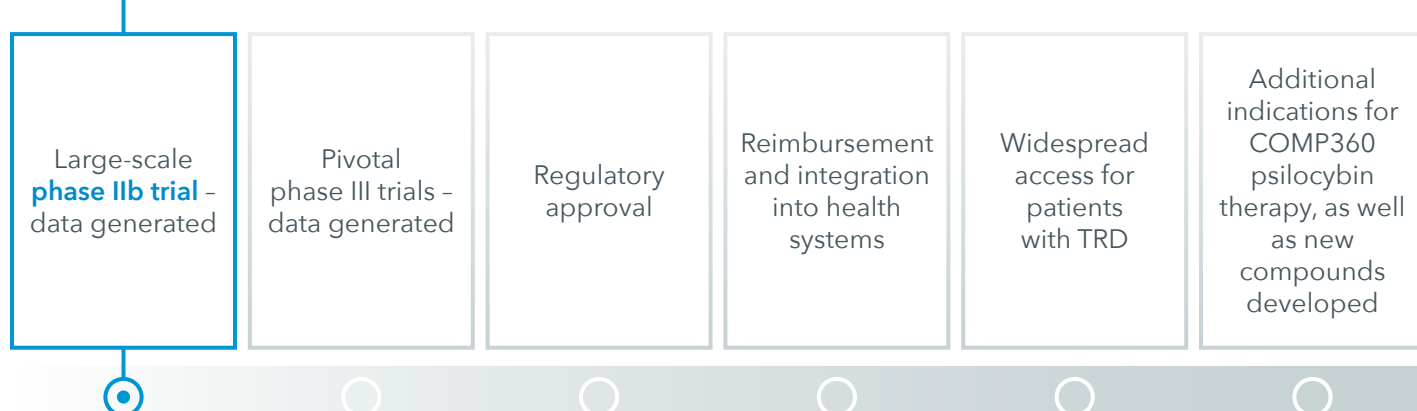 Large-scale
phase IIb trial –
data generated
Pivotal
phase III trials –
data generated
Regulatory
approval
Reimbursement
and integration
into health
systems
Widespread
access for
patients
with TRD
Additional
indications for
COMP360
psilocybin
therapy, as well
as new
compounds
developed